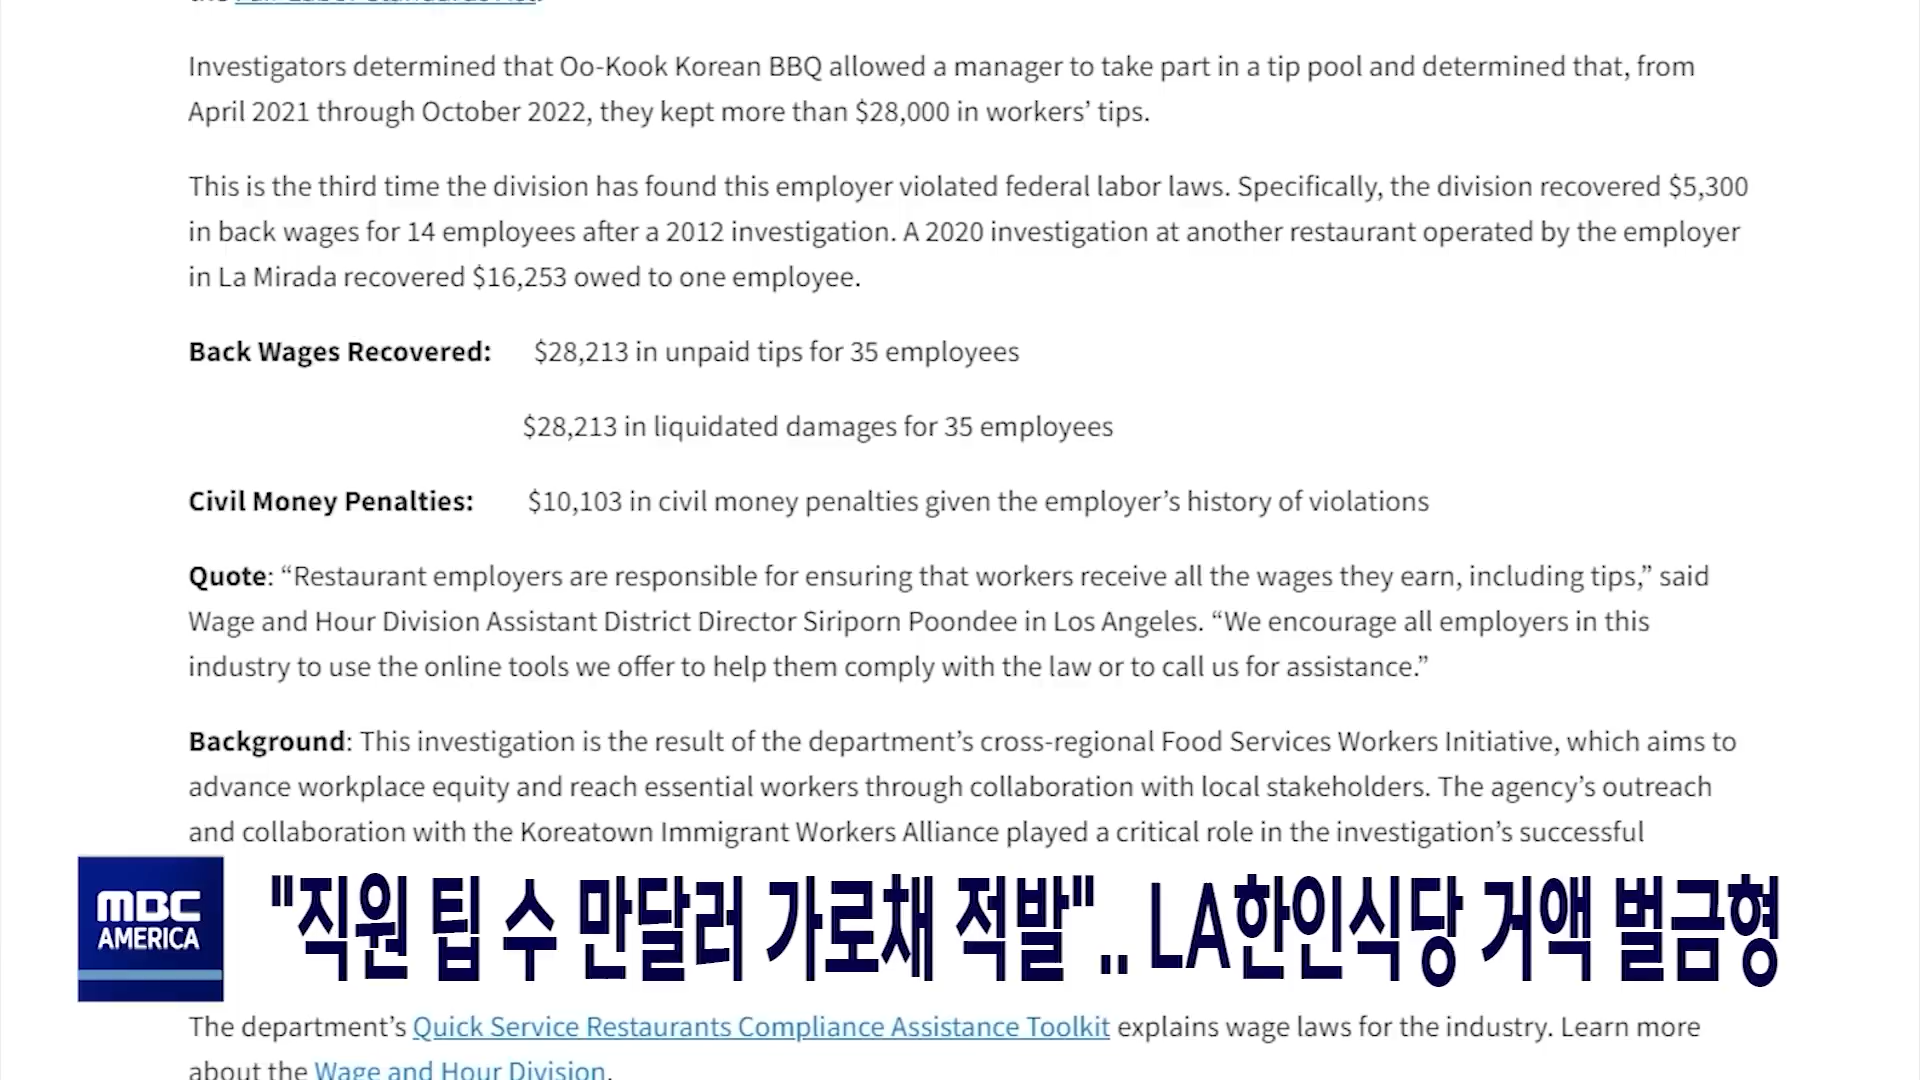 the Fair Labor Standards Act.
Investigators determined that Oo-Kook Korean BBQ allowed a manager to take part in a tip pool and determined that, from
April 2021 through October 2022, they kept more than $28,000 in workers’ tips.
This is the third time the division has found this employer violated federal labor laws. Specifically, the division recovered $5,300
in back wages for 14 employees after a 2012 investigation. A 2020 investigation at another restaurant operated by the employer
in La Mirada recovered $16,253 owed to one employee.
Back Wages Recovered: $28,213 in unpaid tips for 35 employees
$28,213 in liquidated damages for 35 employees
Civil Money Penalties: $10,103 in civil money penalties given the employer’s history of violations
Quote: “Restaurant employers are responsible for ensuring that workers receive all the wages they earn, including tips,” said
Wage and Hour Division Assistant District Director Siriporn Poondee in Los Angeles. “We encourage all employers in this
industry to use the online tools we offer to help them comply with the law or to call us for assistance.”
Background: This investigation is the result of the department’s cross-regional Food Services Workers Initiative, which aims to
advance workplace equity and reach essential workers through collaboration with local stakeholders. The agency’s outreach
and collaboration with the Koreatown Immigrant Workers Alliance played a critical role in the investigation’s successful
MBC
AMERICA
"직원 팁 수 만달러 가로채 적발".. LA한인식당 거액 벌금형
The department’s Quick Service Restaurants Compliance Assistance Toolkit explains wage laws for the industry. Learn more
about the Wage and Hour Division.